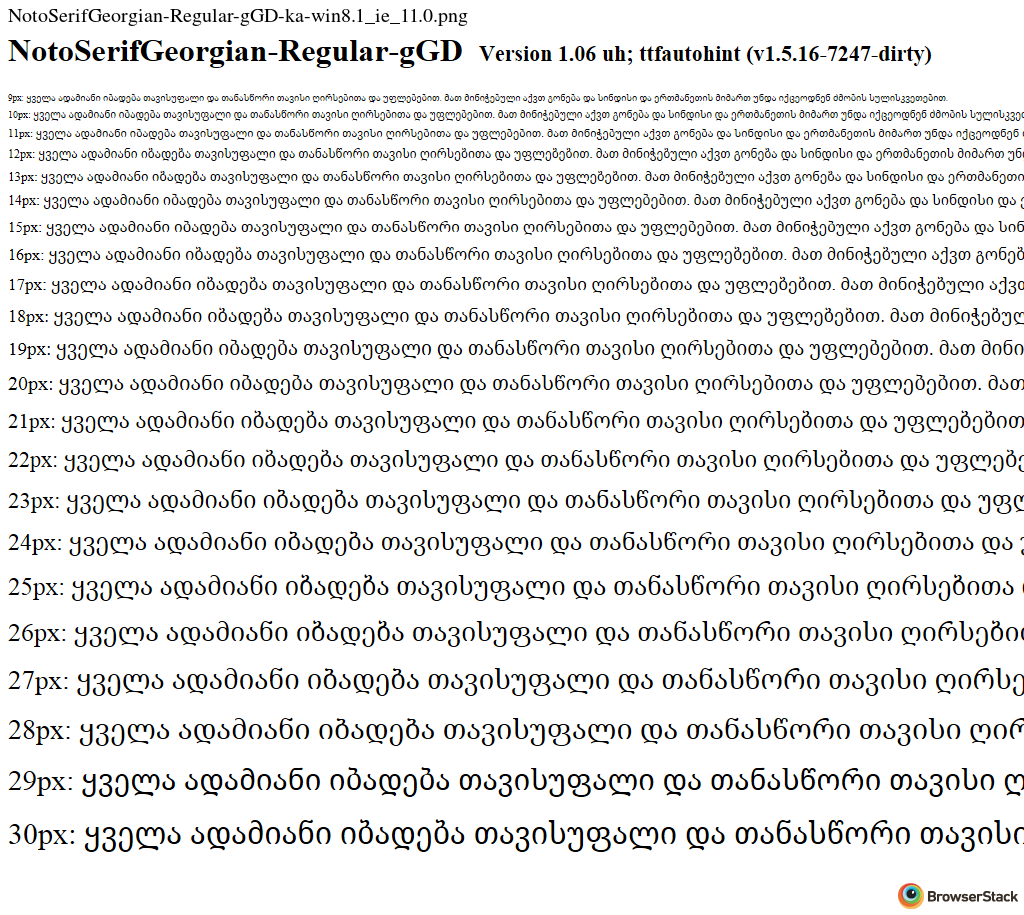 NotoSerifGeorgian-Regular-gGD-ka-win8.1_ie_11.0.png
NotoSerifGeorgian-Regular-gGD Version 1.06 uh; ttfautohint (v1.5.16-7247-dirty)
9px: ყველა ადამიანი იბადება თავისუფალი და თანასწორი თავისი ღირსებითა და უფლებებით. მათ მინიჭებული აქვთ გონება და სინდისი და ერთმანეთის მიმართ უნდა იქცეოდნენ ძმობის სულისკვეთებით.
10px: ყველა ადამიანი იბადება თავისუფალი და თანასწორი თავისი ღირსებითა და უფლებებით. მათ მინიჭებული აქვთ გონება და სინდისი და ერთმანეთის მიმართ უნდა იქცეოდნენ ძმობის სულისკვე
11px: ყველა ადამიანი იბადება თავისუფალი და თანასწორი თავისი ღირსებითა და უფლებებით. მათ მინიჭებული აქვთ გონება და სინდისი და ერთმანეთის მიმართ უნდა იქცეოდნენ
12px: ყველა ადამიანი იბადება თავისუფალი და თანასწორი თავისი ღირსებითა და უფლებებით. მათ მინიჭებული აქვთ გონება და სინდისი და ერთმანეთის მიმართ უნ
13px: ყველა ადამიანი იბადება თავისუფალი და თანასწორი თავისი ღირსებითა და უფლებებით. მათ მინიჭებული აქვთ გონება და სინდისი და ერთმანეთი
14px: ყველა ადამიანი იბადება თავისუფალი და თანასწორი თავისი ღირსებითა და უფლებებით. მათ მინიჭებული აქვთ გონება და სინდისი და
15px: ყველა ადამიანი იბადება თავისუფალი და თანასწორი თავისი ღირსებითა და უფლებებით. მათ მინიჭებული აქვთ გონება და სინ
16px: ყველა ადამიანი იბადება თავისუფალი და თანასწორი თავისი ღირსებითა და უფლებებით. მათ მინიჭებული აქვთ გონებ
17px: ყველა ადამიანი იბადება თავისუფალი და თანასწორი თავისი ღირსებითა და უფლებებით. მათ მინიჭებული აქვთ
18px: ყველა ადამიანი იბადება თავისუფალი და თანასწორი თავისი ღირსებითა და უფლებებით. მათ მინიჭებულ
19px: ყველა ადამიანი იბადება თავისუფალი და თანასწორი თავისი ღირსებითა და უფლებებით. მათ მინი
20px: ყველა ადამიანი იბადება თავისუფალი და თანასწორი თავისი ღირსებითა და უფლებებით. მათ
21px: ყველა ადამიანი იბადება თავისუფალი და თანასწორი თავისი ღირსებითა და უფლებებით
22px: ყველა ადამიანი იბადება თავისუფალი და თანასწორი თავისი ღირსებითა და უფლებე
23px: ყველა ადამიანი იბადება თავისუფალი და თანასწორი თავისი ღირსებითა და უფლ
24px: ყველა ადამიანი იბადება თავისუფალი და თანასწორი თავისი ღირსებითა და
25px: ყველა ადამიანი იბადება თავისუფალი და თანასწორი თავისი ღირსებითა
26px: ყველა ადამიანი იბადება თავისუფალი და თანასწორი თავისი ღირსები
27px: ყველა ადამიანი იბადება თავისუფალი და თანასწორი თავისი ღირსე
28px: ყველა ადამიანი იბადება თავისუფალი და თანასწორი თავისი ღირ
29px: ყველა ადამიანი იბადება თავისუფალი და თანასწორი თავისი ღ
30px: ყველა ადამიანი იბადება თავისუფალი და თანასწორი თავისი
BrowserStack